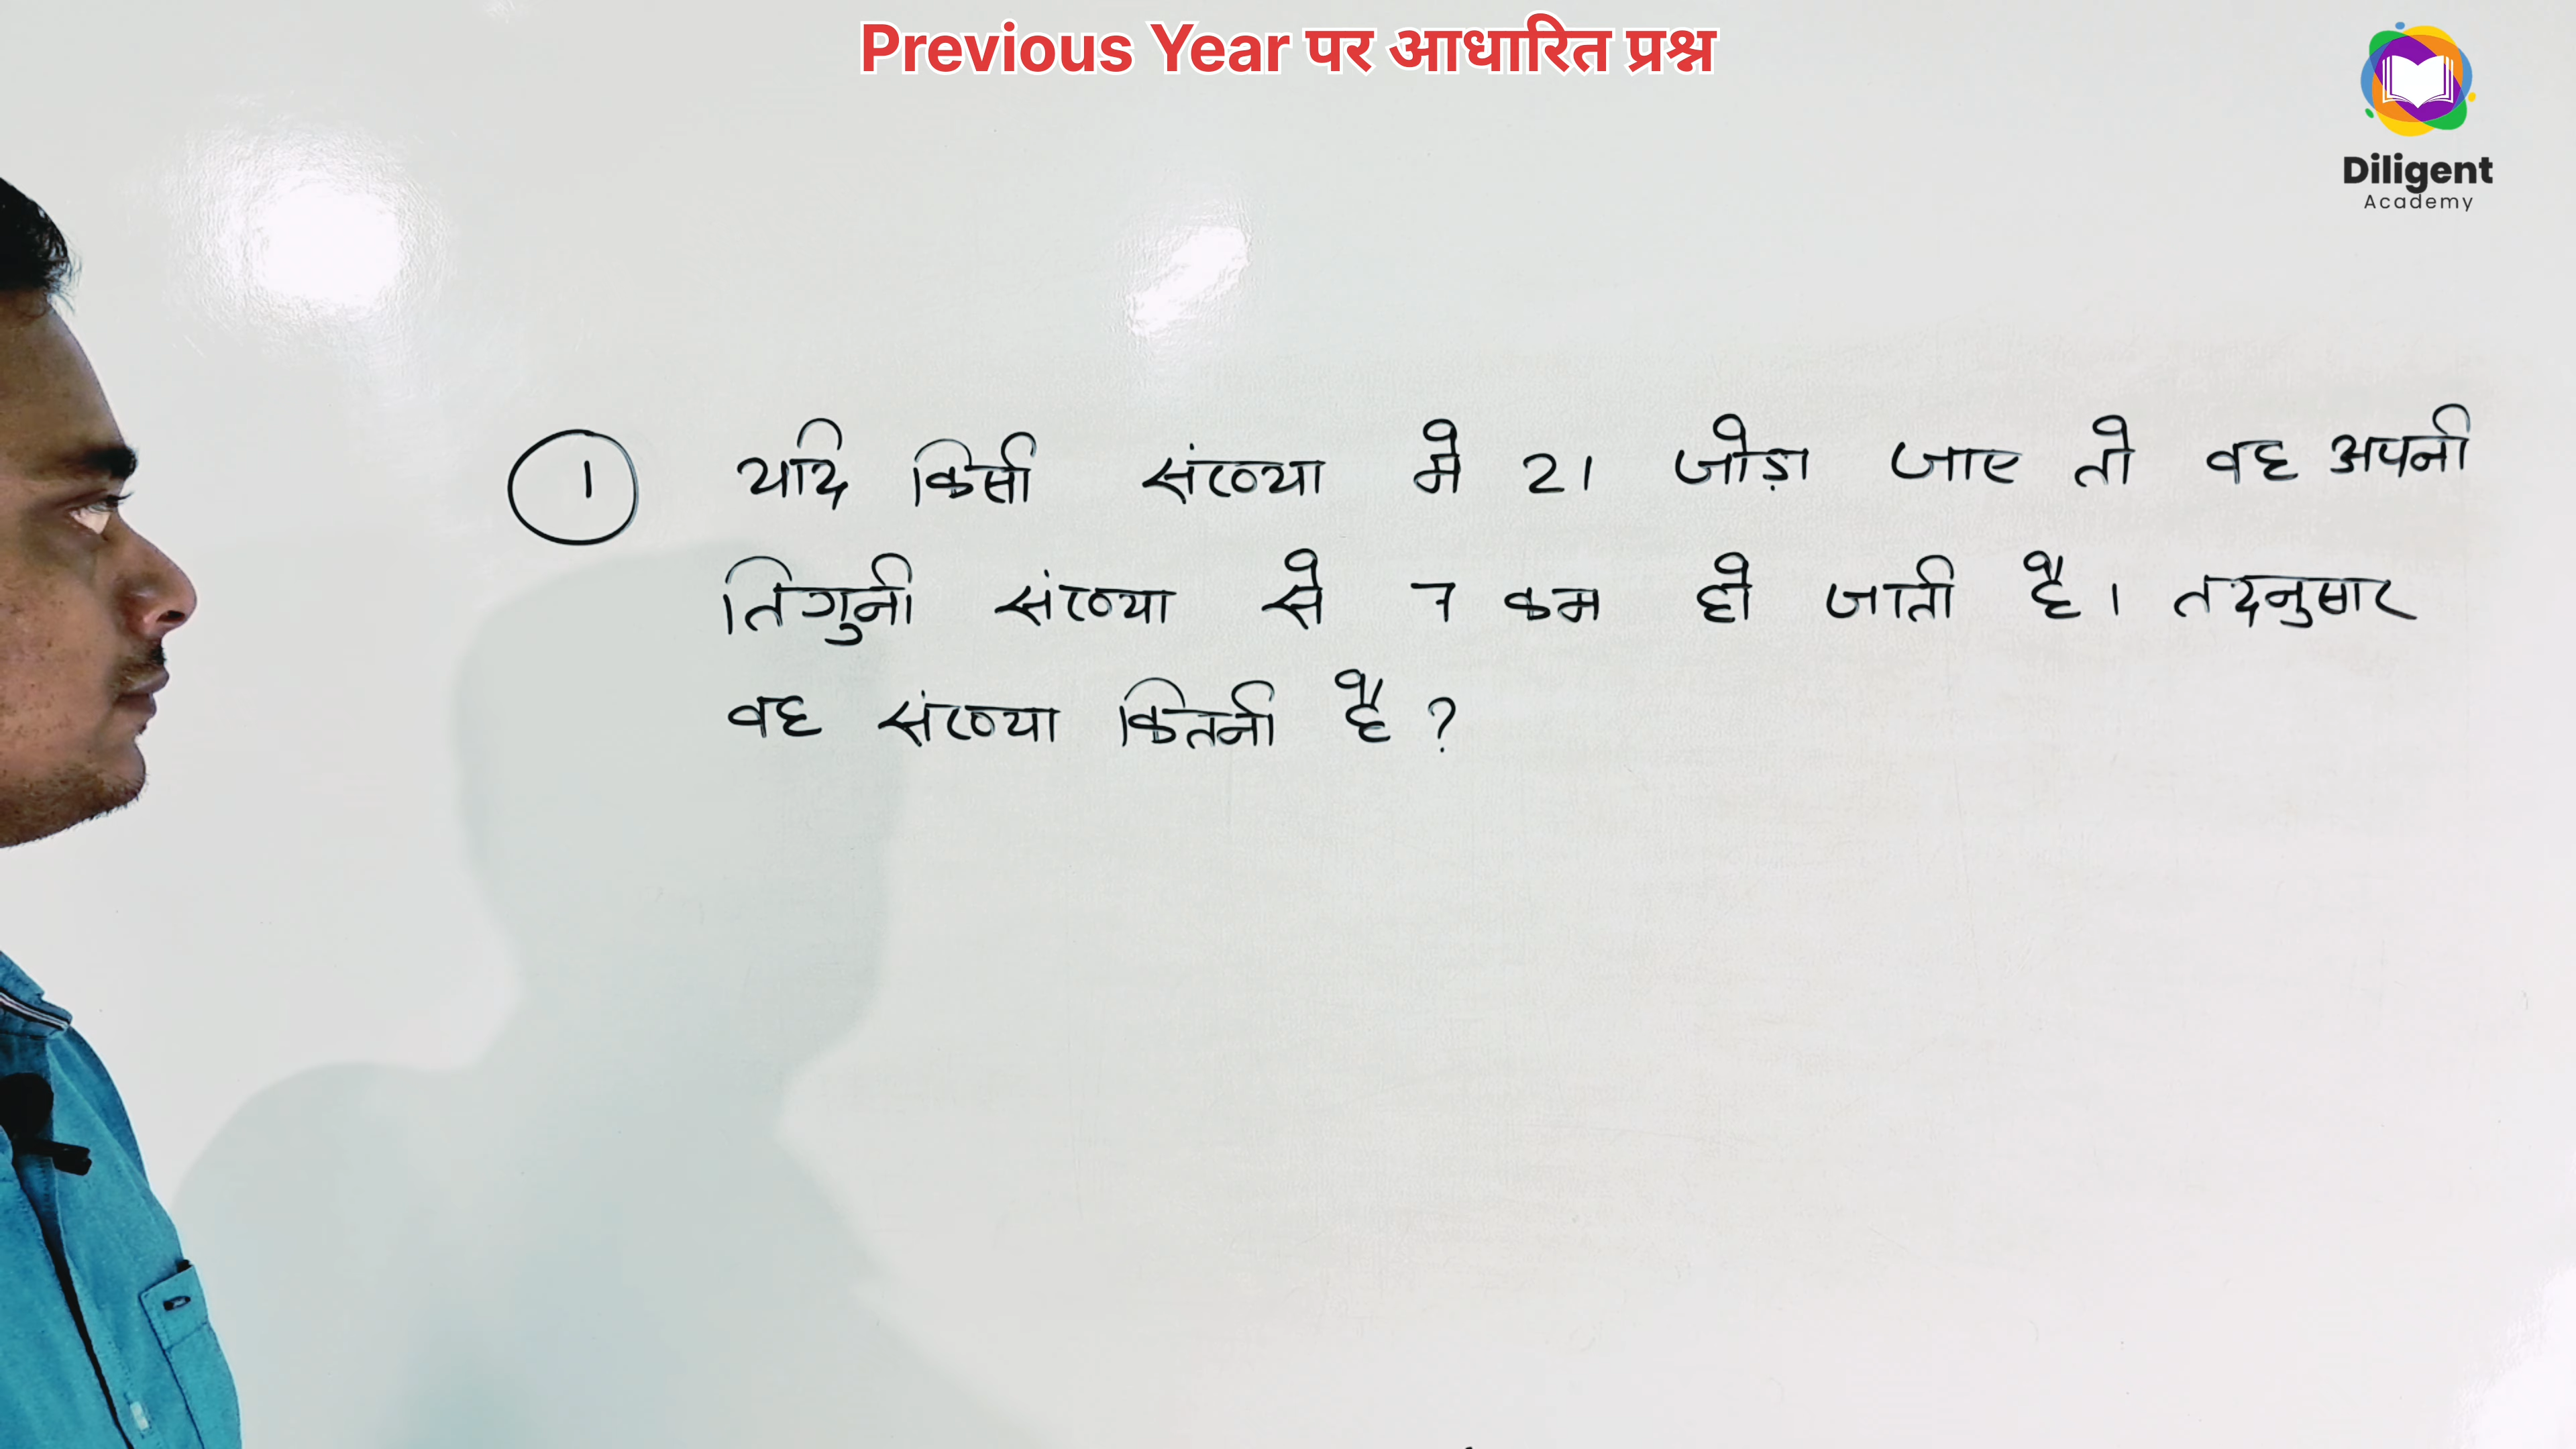 Previous Year पर आधारित प्रश्न
Diligent
Academy
1 यदि किसी संख्या मे 21 जोड़ा जाए तो वह अपनी
तिगुनी संख्या से 7 कम हो जाती है। तदनुसार
वह संख्या कितनी है ?